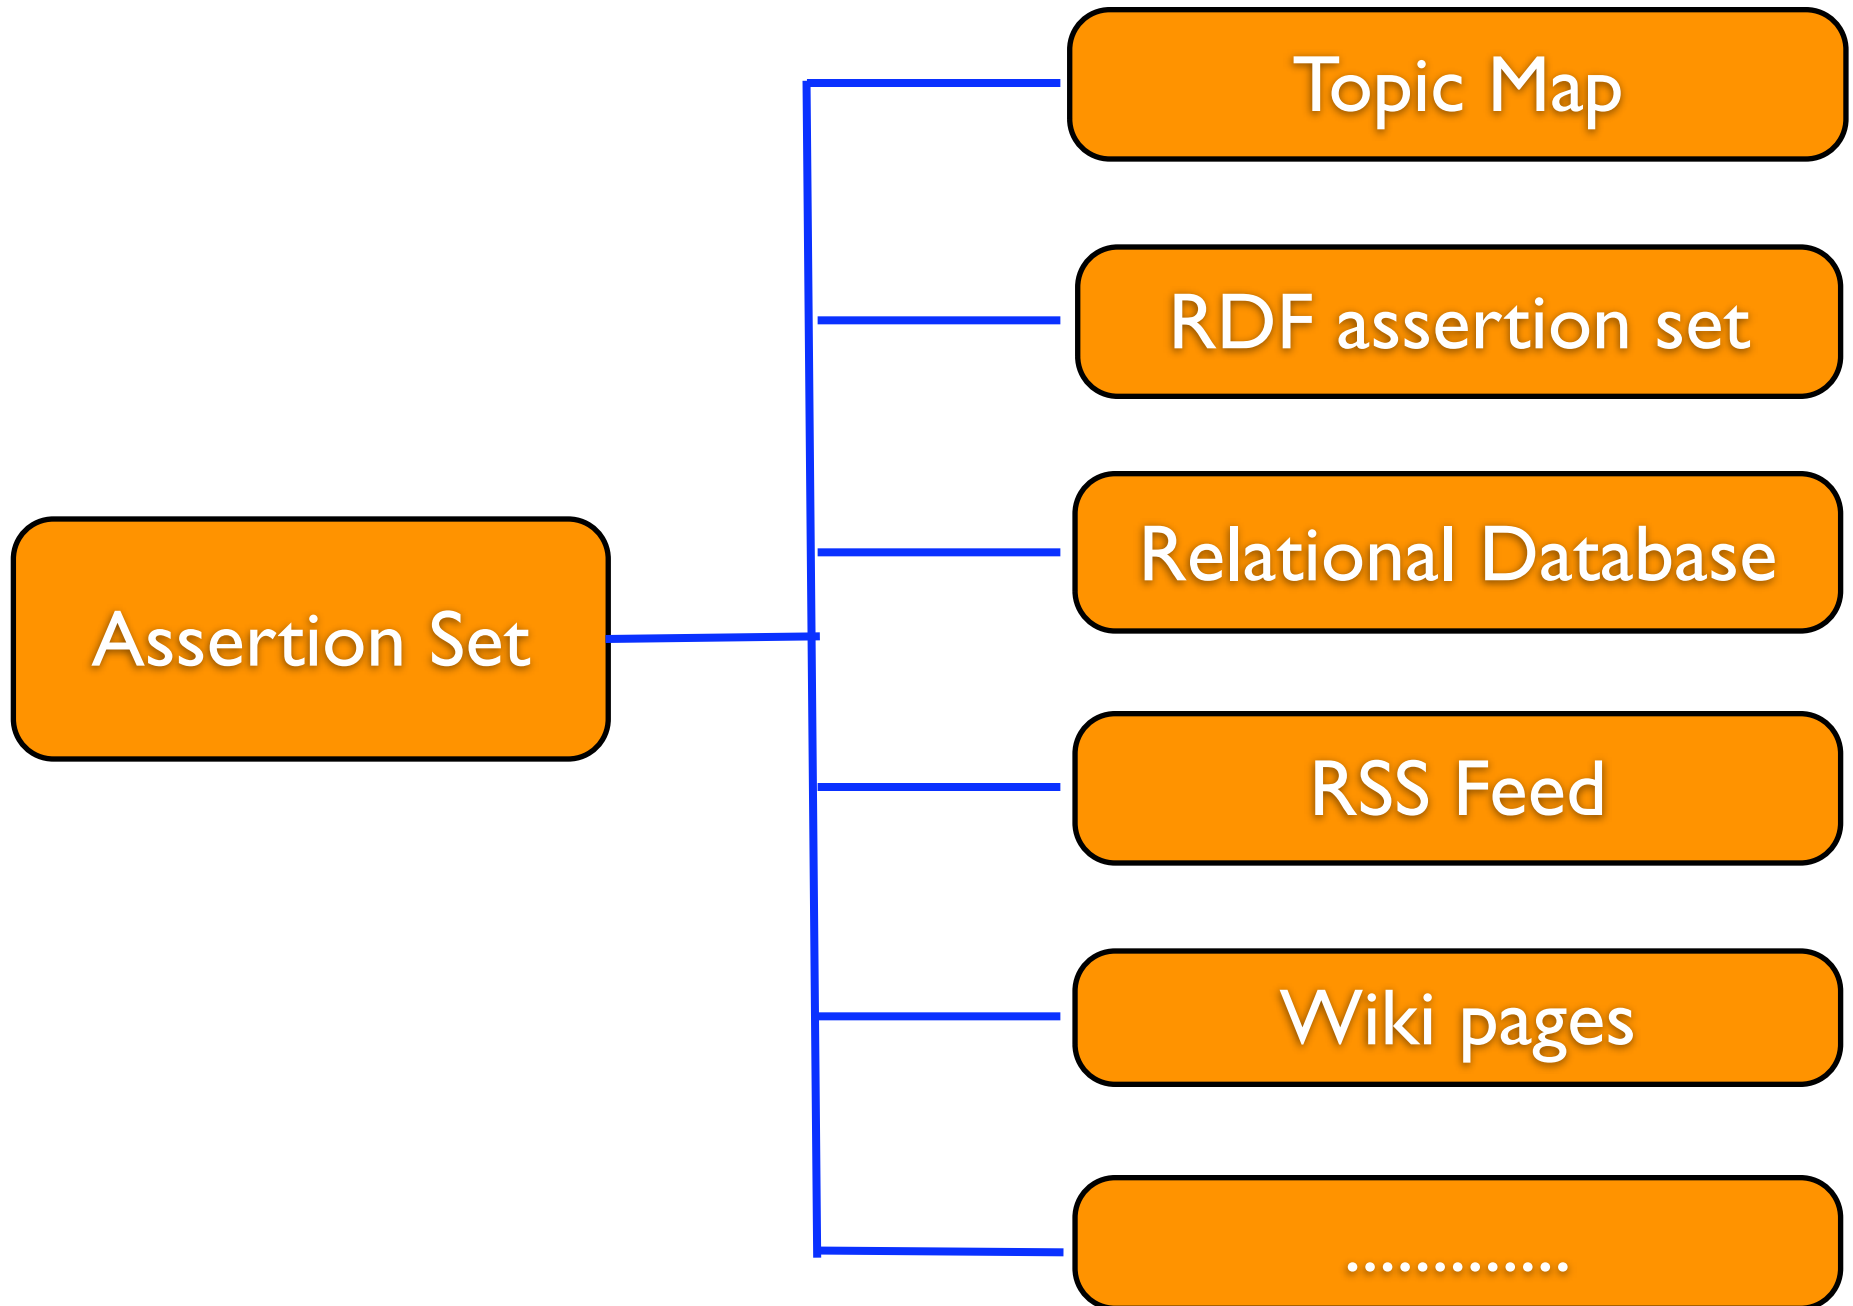 Topic Map
RDF assertion set
Relational Database
Assertion Set
RSS Feed
Wiki pages
.............